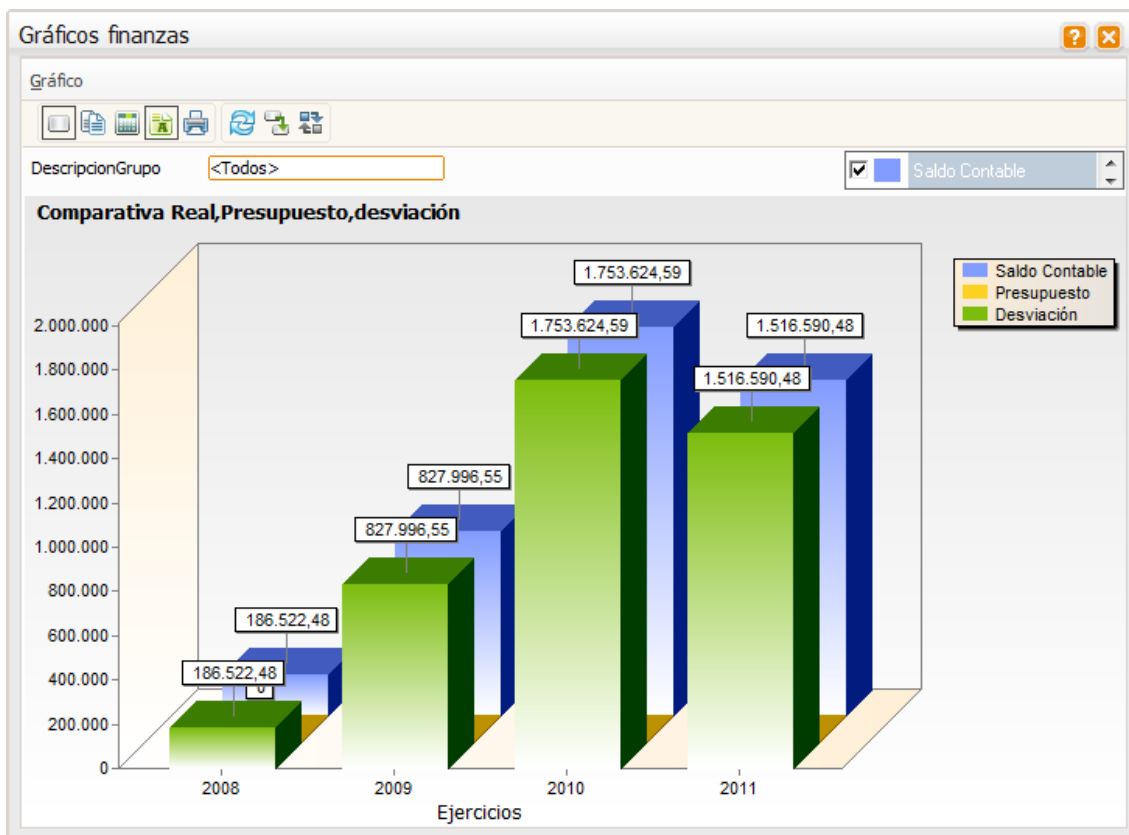 Gráficos finanzas
Gráfico
DescripcionGrupo <Todos> Saldo Contable
Comparativa Real,Presupuesto,desviación
Saldo Contable
Presupuesto
Desviación
1.753.624,59
1.753.624,59
1.516.590,48
1.516.590,48
827.996,55
827.996,55
186.522,48
186.522,48
0
2.000.000
1.800.000
1.600.000
1.400.000
1.200.000
1.000.000
800.000
600.000
400.000
200.000
0
2008 2009 2010 2011
Ejercicios